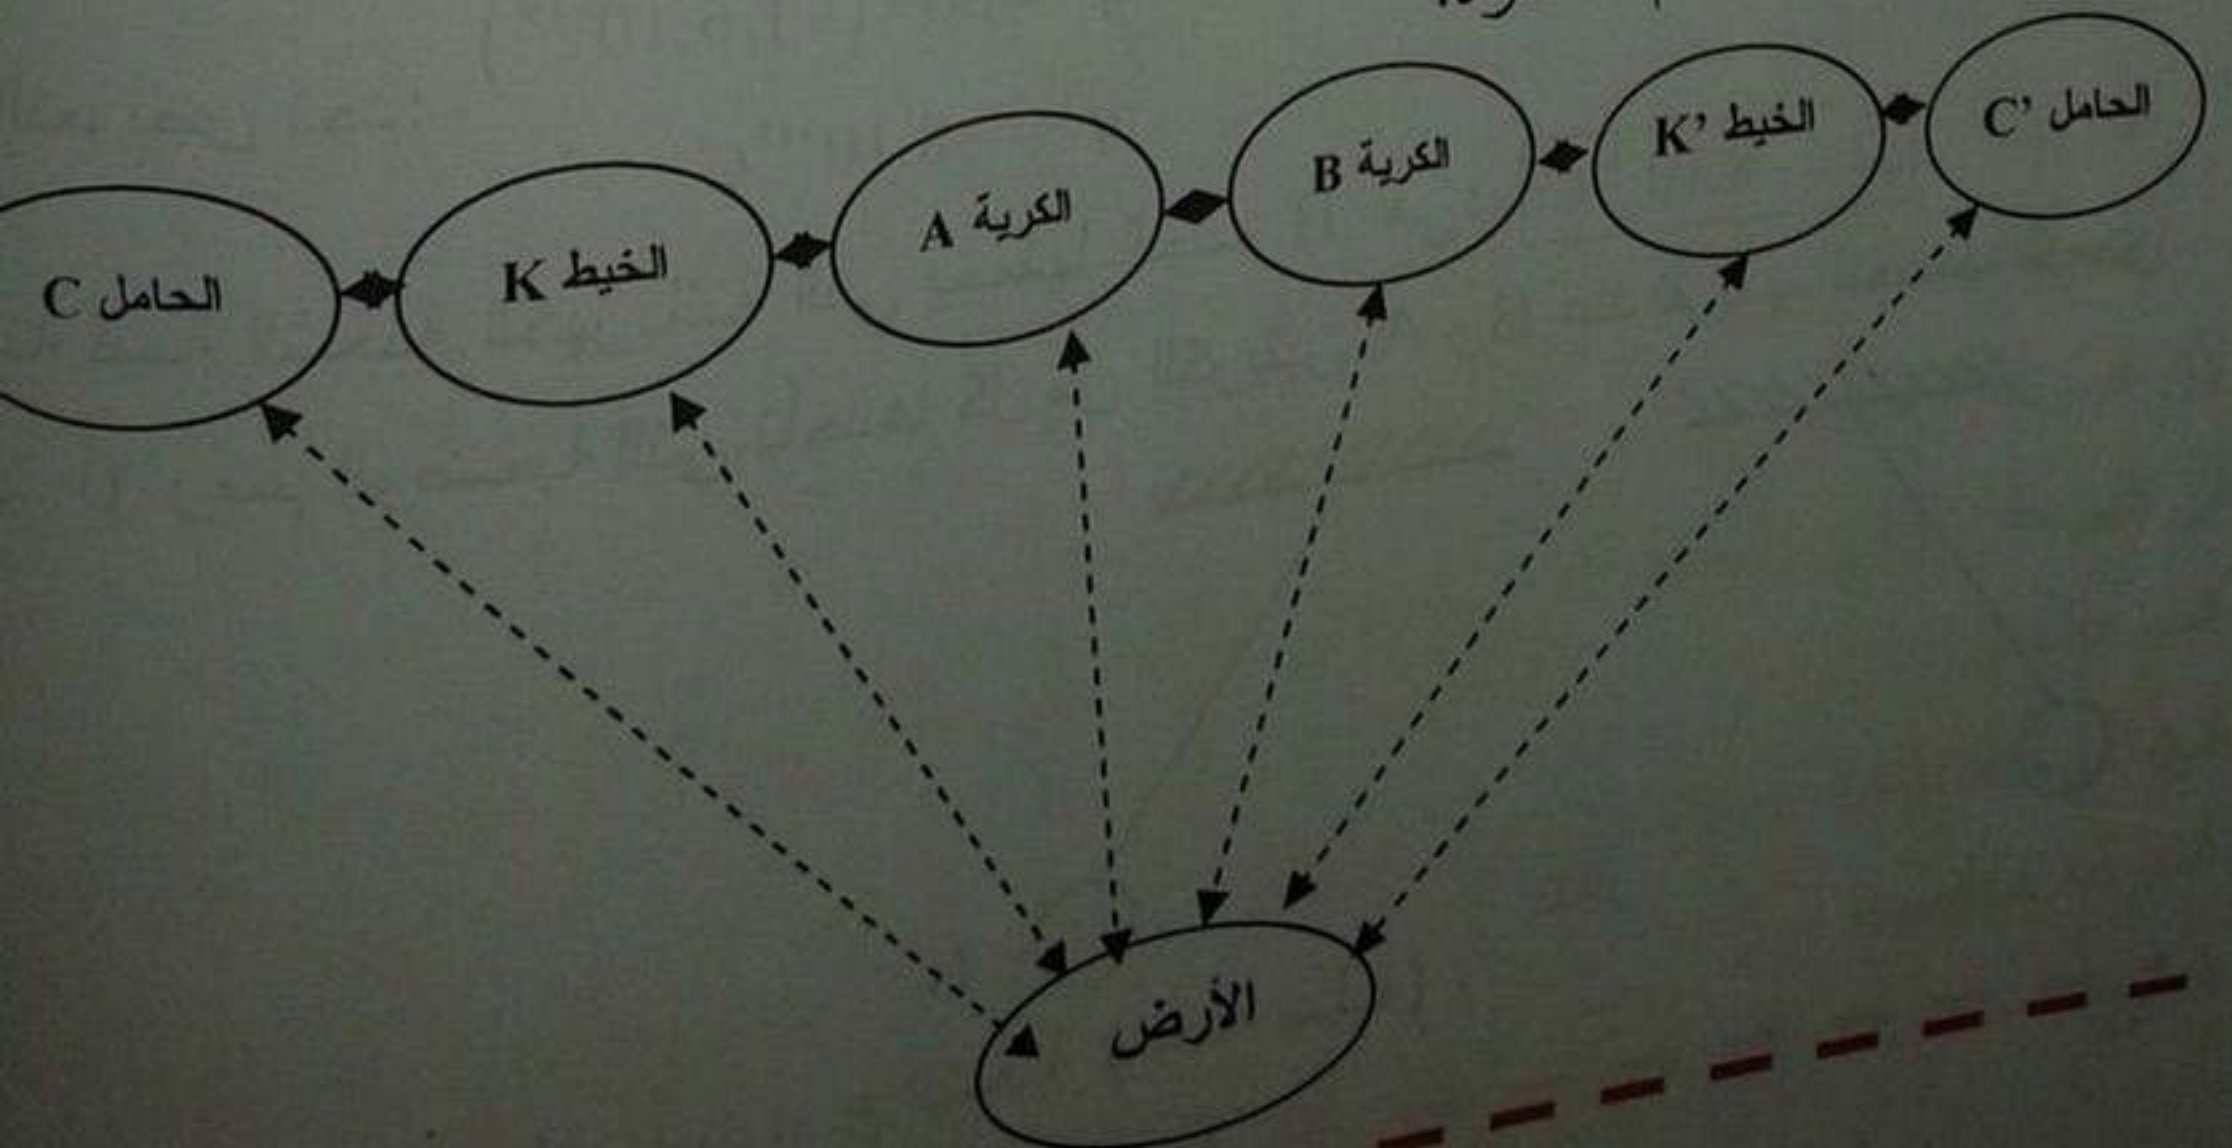 الحامل C
الخيط K
الكرية A
الكرية B
الخيط K’
الحامل C’
الأرض